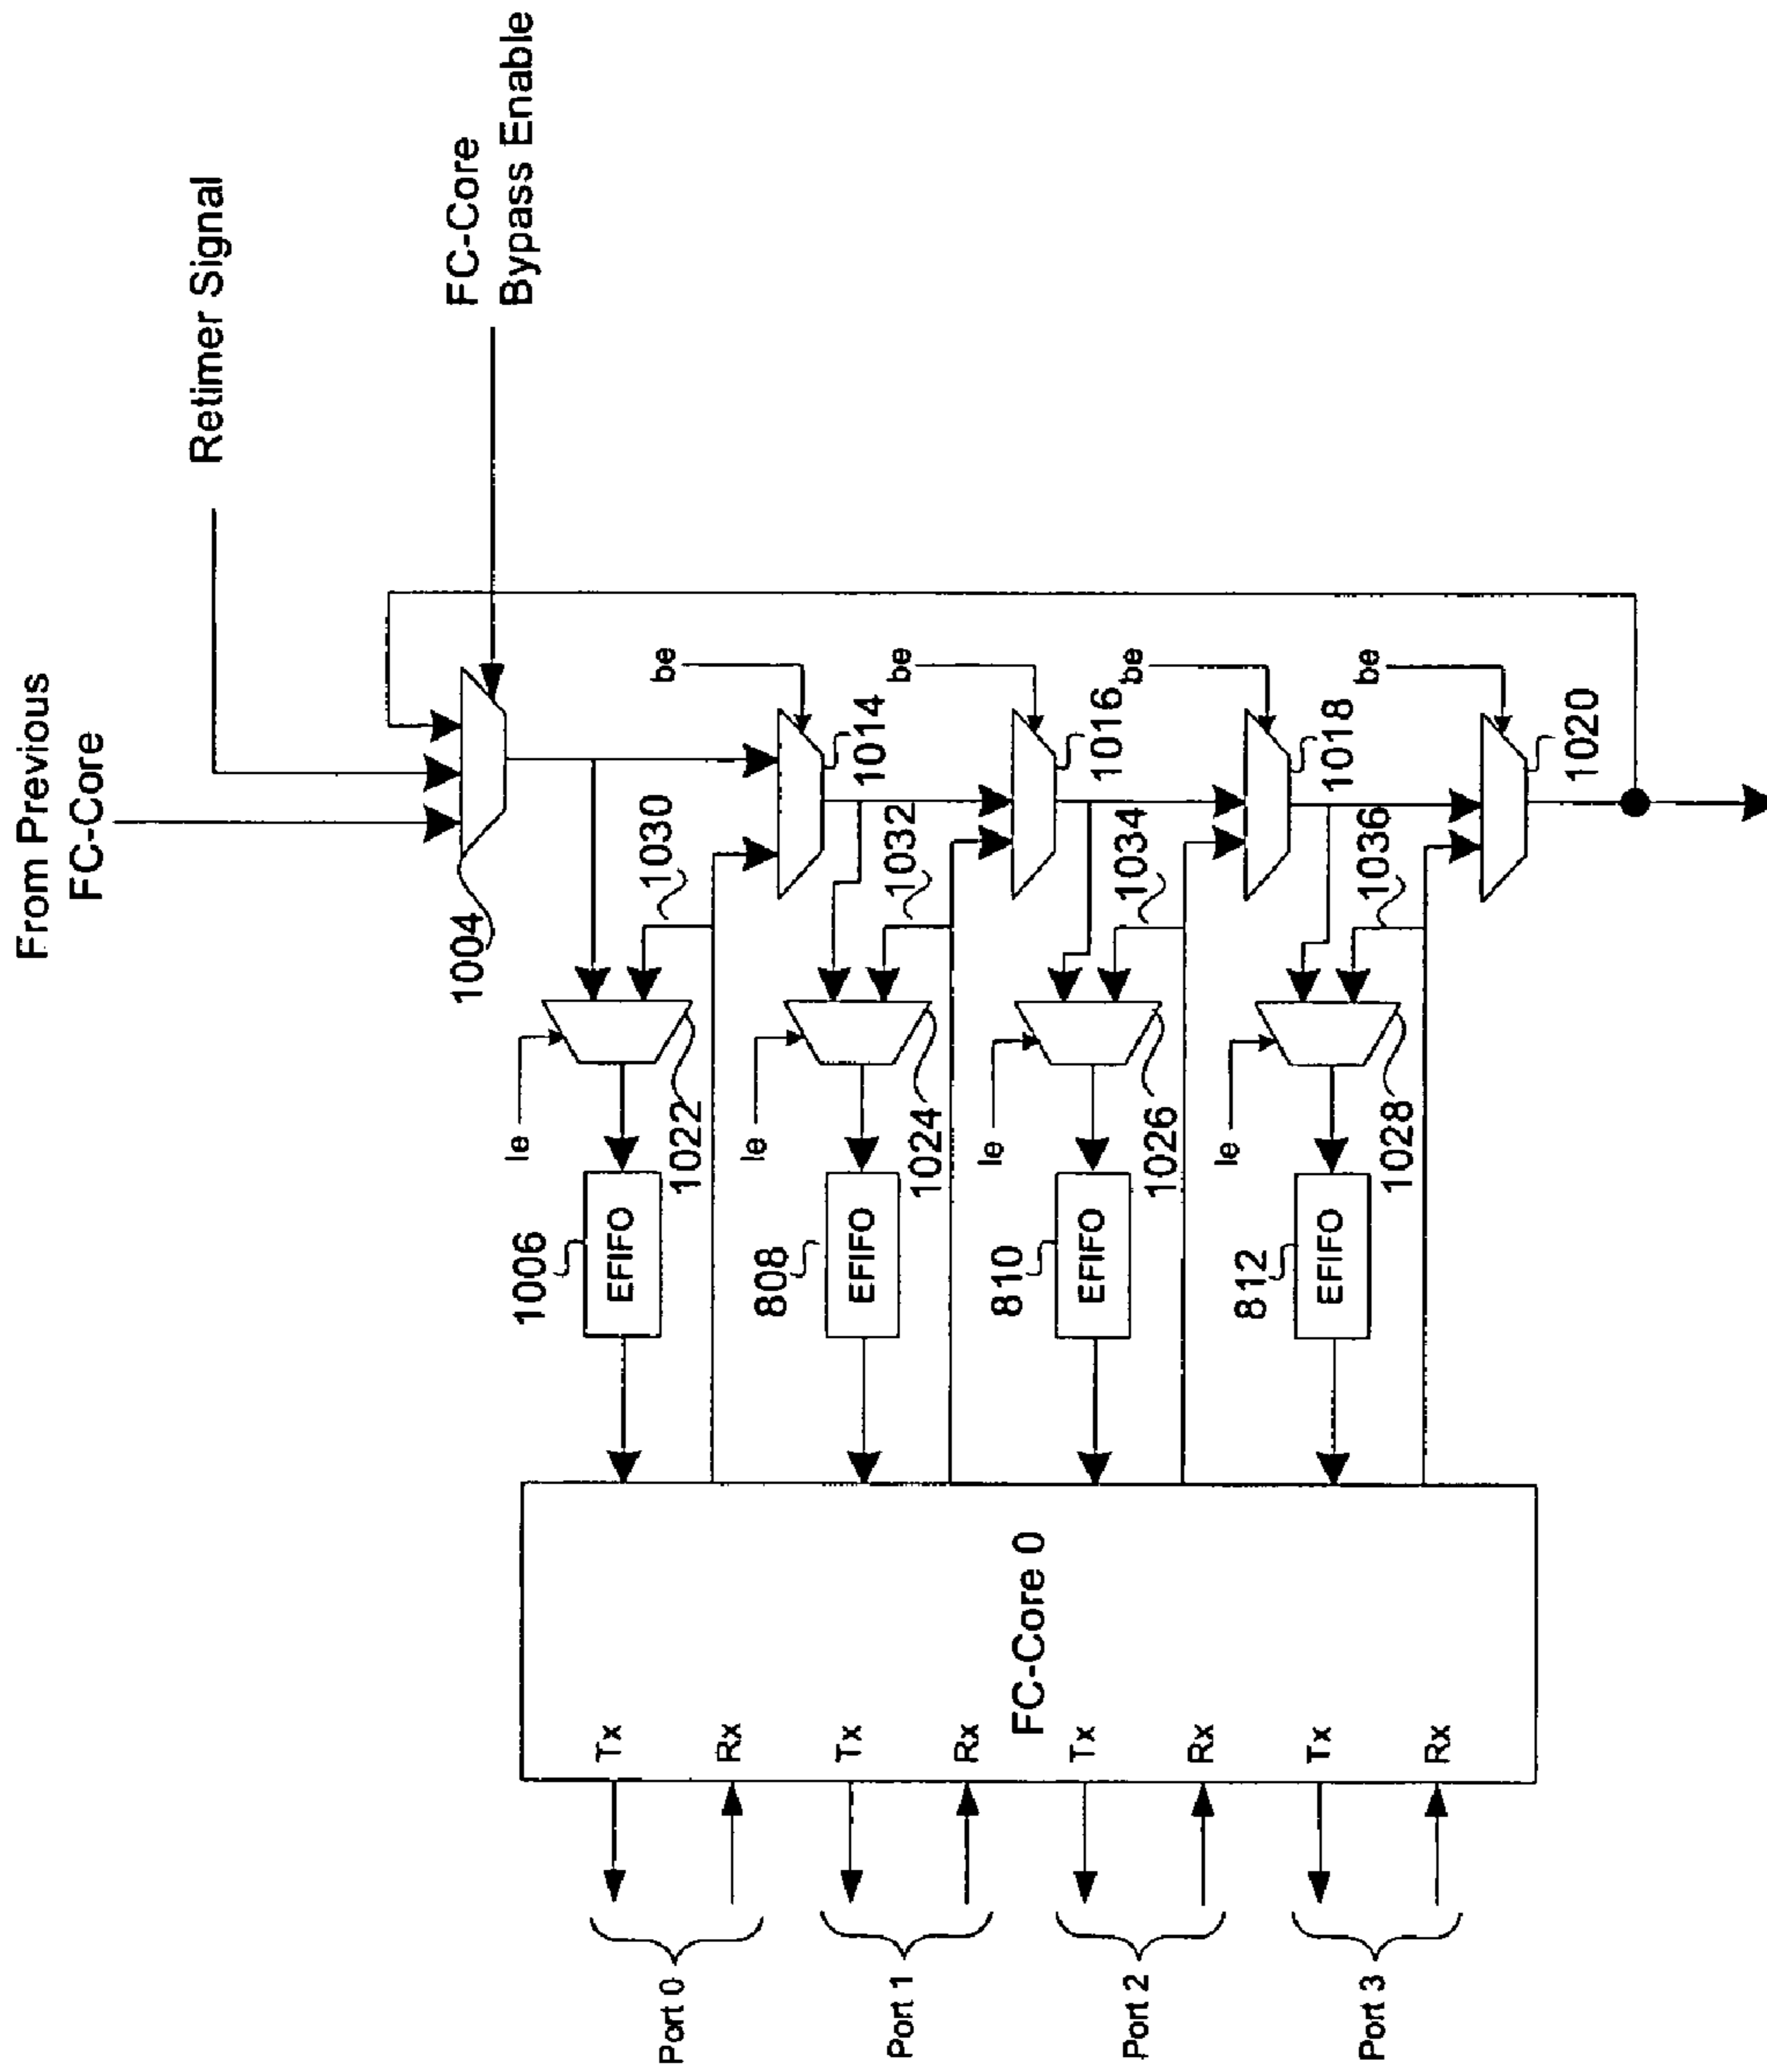 From Previous
FC-Core
Retimer Signal
FC-Core
Bypass Enable
1004
be
be
be
be
1014
1016
1018
1020
1030
1032
1034
1036
le
le
le
le
1022
1024
1026
1028
1006
808
810
812
EFIFO
EFIFO
EFIFO
EFIFO
FC-Core 0
Tx
Rx
Tx
Rx
Tx
Rx
Tx
Rx
Port 0
Port 1
Port 2
Port 3